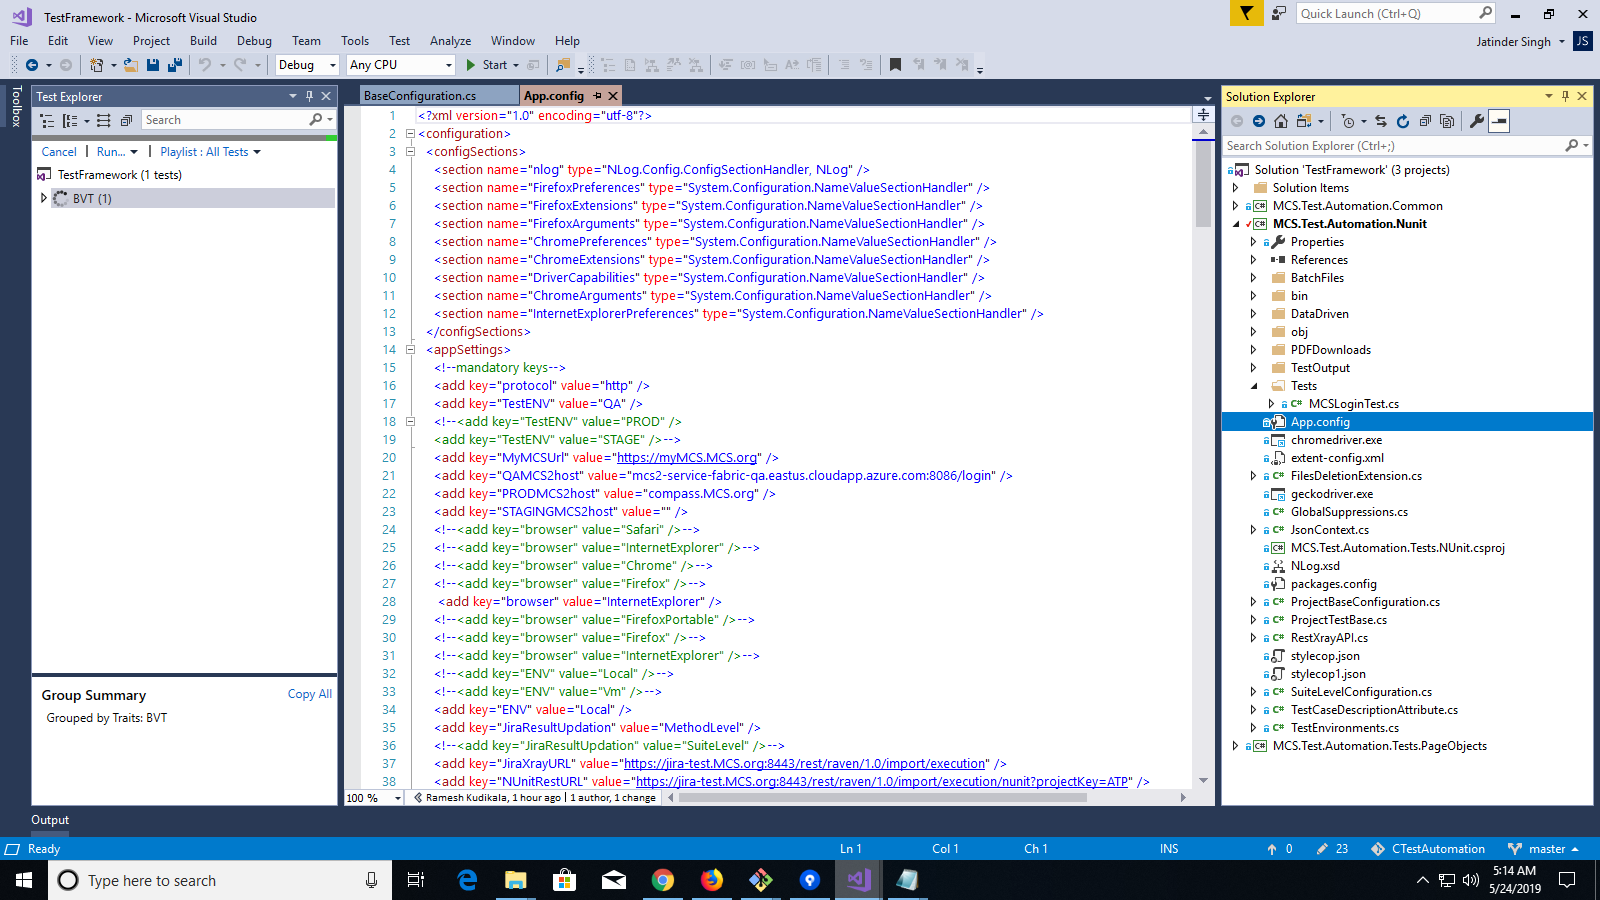 TestFramework - Microsoft Visual Studio
Quick Launch (Ctrl+Q)
File Edit View Project Build Debug Team Tools Test Analyze Window Help
Jatinder Singh JS
Debug Any CPU Start
Toolbox
Test Explorer
Search
Cancel | Run... | Playlist : All Tests
TestFramework (1 tests)
BVT (1)
Group Summary
Copy All
Grouped by Traits: BVT
BaseConfiguration.cs App.config
1 <?xml version="1.0" encoding="utf-8"?>
2 <configuration>
3 <configSections>
4 <section name="nlog" type="NLog.Config.ConfigSectionHandler, NLog" />
5 <section name="FirefoxPreferences" type="System.Configuration.NameValueSectionHandler" />
6 <section name="FirefoxExtensions" type="System.Configuration.NameValueSectionHandler" />
7 <section name="FirefoxArguments" type="System.Configuration.NameValueSectionHandler" />
8 <section name="ChromePreferences" type="System.Configuration.NameValueSectionHandler" />
9 <section name="ChromeExtensions" type="System.Configuration.NameValueSectionHandler" />
10 <section name="DriverCapabilities" type="System.Configuration.NameValueSectionHandler" />
11 <section name="ChromeArguments" type="System.Configuration.NameValueSectionHandler" />
12 <section name="InternetExplorerPreferences" type="System.Configuration.NameValueSectionHandler" />
13 </configSections>
14 <appSettings>
15 <!--mandatory keys-->
16 <add key="protocol" value="http" />
17 <add key="TestENV" value="QA" />
18 <!--<add key="TestENV" value="PROD" />
19 <add key="TestENV" value="STAGE" />-->
20 <add key="MyMCSUrl" value="https://myMCS.MCS.org" />
21 <add key="QAMCS2host" value="mcs2-service-fabric-qa.eastus.cloudapp.azure.com:8086/login" />
22 <add key="PRODMCS2host" value="compass.MCS.org" />
23 <add key="STAGINGMCS2host" value="" />
24 <!--<add key="browser" value="Safari" />-->
25 <!--<add key="browser" value="InternetExplorer" />-->
26 <!--<add key="browser" value="Chrome" />-->
27 <!--<add key="browser" value="Firefox" />-->
28 <add key="browser" value="InternetExplorer" />
29 <!--<add key="browser" value="FirefoxPortable" />-->
30 <!--<add key="browser" value="Firefox" />-->
31 <!--<add key="browser" value="InternetExplorer" />-->
32 <!--<add key="ENV" value="Local" />-->
33 <!--<add key="ENV" value="Vm" />-->
34 <add key="ENV" value="Local" />
35 <add key="JiraResultUpdation" value="MethodLevel" />
36 <!--<add key="JiraResultUpdation" value="SuiteLevel" />-->
37 <add key="JiraXrayURL" value="https://jira-test.MCS.org:8443/rest/raven/1.0/import/execution" />
38 <add key="NUnitRestURL" value="https://jira-test.MCS.org:8443/rest/raven/1.0/import/execution/nunit?projectKey=ATP" />
100 % Ramesh Kudikala, 1 hour ago | 1 author, 1 change
Solution Explorer
Search Solution Explorer (Ctrl+;)
Solution 'TestFramework' (3 projects)
Solution Items
MCS.Test.Automation.Common
MCS.Test.Automation.Nunit
Properties
References
BatchFiles
bin
DataDriven
obj
PDFDownloads
TestOutput
Tests
MCSLoginTest.cs
App.config
chromedriver.exe
extent-config.xml
FilesDeletionExtension.cs
geckodriver.exe
GlobalSuppressions.cs
JsonContext.cs
MCS.Test.Automation.Tests.NUnit.csproj
NLog.xsd
packages.config
ProjectBaseConfiguration.cs
ProjectTestBase.cs
RestXrayAPI.cs
stylecop.json
stylecop1.json
SuiteLevelConfiguration.cs
TestCaseDescriptionAttribute.cs
TestEnvironments.cs
MCS.Test.Automation.Tests.PageObjects
Output
Ready Ln 1 Col 1 Ch 1 INS 0 23 CTestAutomation master
Type here to search
5:14 AM
5/24/2019